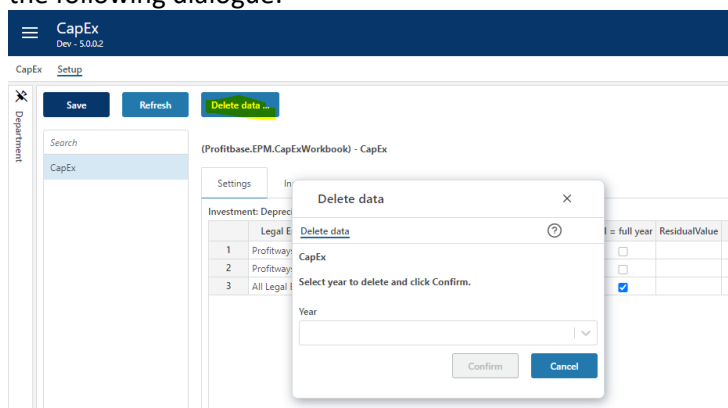 the following dialogue:
CapEx
Dev - 5.0.0.2
CapEx Setup
Department
Save Refresh Delete data ...
Search
CapEx
(Profitbase.EPM.CapExWorkbook) - CapEx
Settings In
Investment: Depreci
Legal E
1 Profitways
2 Profitways
3 All Legal E
l = full year ResidualValue
Delete data
Delete data
CapEx
Select year to delete and click Confirm.
Year
Confirm Cancel